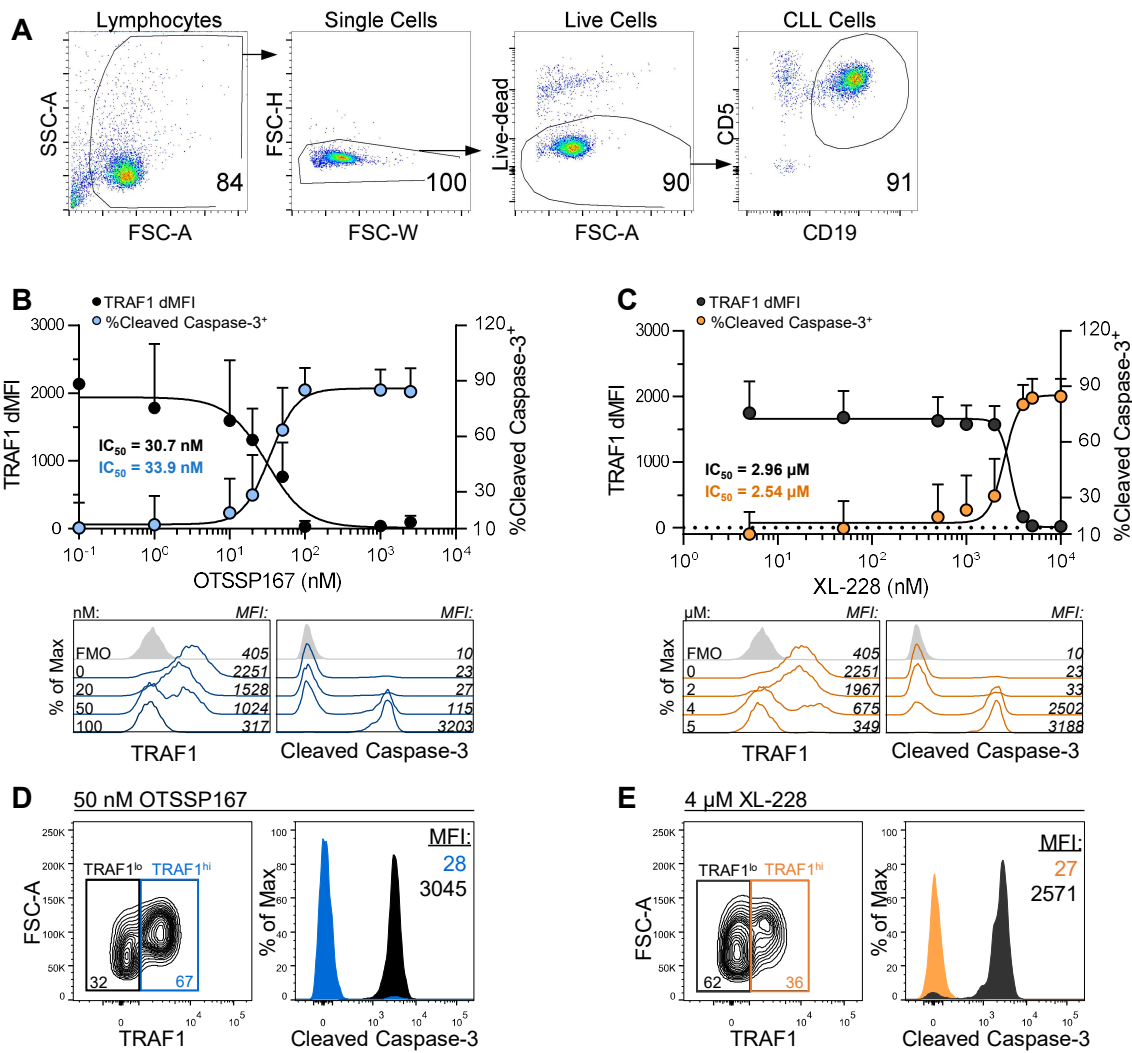 A
Lymphocytes
Single Cells
Live Cells
CLL Cells
SSC-A
84
FSC-A
FSC-H
100
FSC-W
Live-dead
90
FSC-A
CD5
91
CD19
B
TRAF1 dMFI
%Cleaved Caspase-3+
3000
2000
1000
0
TRAF1 dMFI
120
90
60
30
10
%Cleaved Caspase-3+
IC50 = 30.7 nM
IC50 = 33.9 nM
10-1 100 101 102 103 104
OTSSP167 (nM)
nM: MFI:
FMO 405 10
0 2251 23
20 1528 27
50 1024 115
100 317 3203
% of Max
TRAF1
Cleaved Caspase-3
C
TRAF1 dMFI
%Cleaved Caspase-3+
3000
2000
1000
0
TRAF1 dMFI
120
90
60
30
10
%Cleaved Caspase-3+
IC50 = 2.96 µM
IC50 = 2.54 µM
100 101 102 103 104
XL-228 (nM)
µM: MFI:
FMO 405 10
0 2251 23
2 1967 33
4 675 2502
5 349 3188
% of Max
TRAF1
Cleaved Caspase-3
D
50 nM OTSSP167
250K
200K
150K
100K
50K
0
FSC-A
TRAF1lo TRAF1hi
32 67
0 104 105
TRAF1
100
80
60
40
20
0
% of Max
MFI:
28
3045
0 103 104 105
Cleaved Caspase-3
E
4 µM XL-228
250K
200K
150K
100K
50K
0
FSC-A
TRAF1lo TRAF1hi
62 36
0 104 105
TRAF1
100
80
60
40
20
0
% of Max
MFI:
27
2571
0 103 104 105
Cleaved Caspase-3